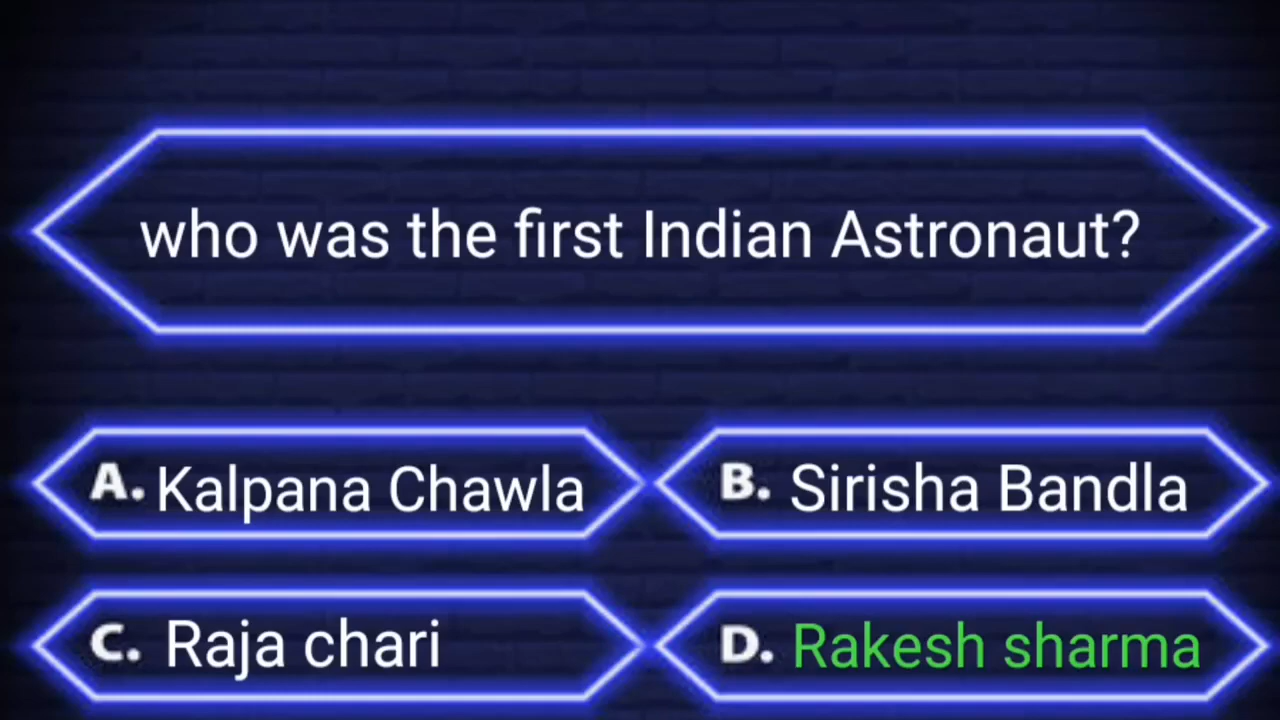 who was the first Indian Astronaut?
A. Kalpana Chawla
B. Sirisha Bandla
C. Raja chari
D. Rakesh sharma